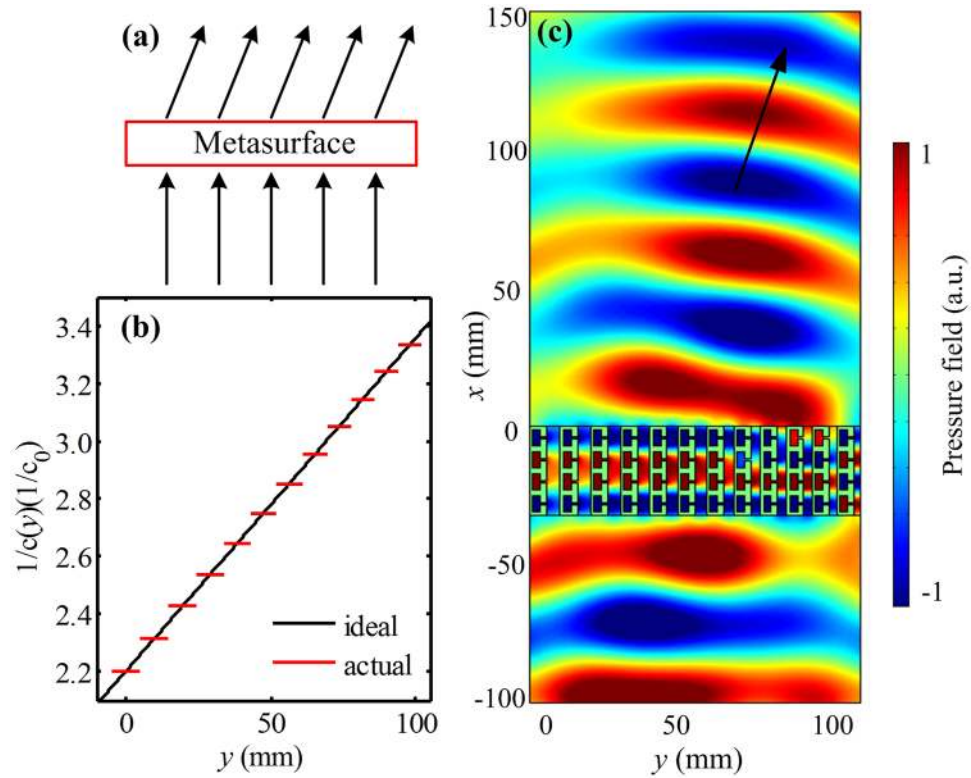 (a)
Metasurface
(b)
3.4
3.2
3.0
2.8
2.6
2.4
2.2
1/c(y)(1/c₀)
ideal
actual
0
50
100
y (mm)
(c)
150
100
50
0
-50
-100
x (mm)
0
50
100
y (mm)
1
-1
Pressure field (a.u.)